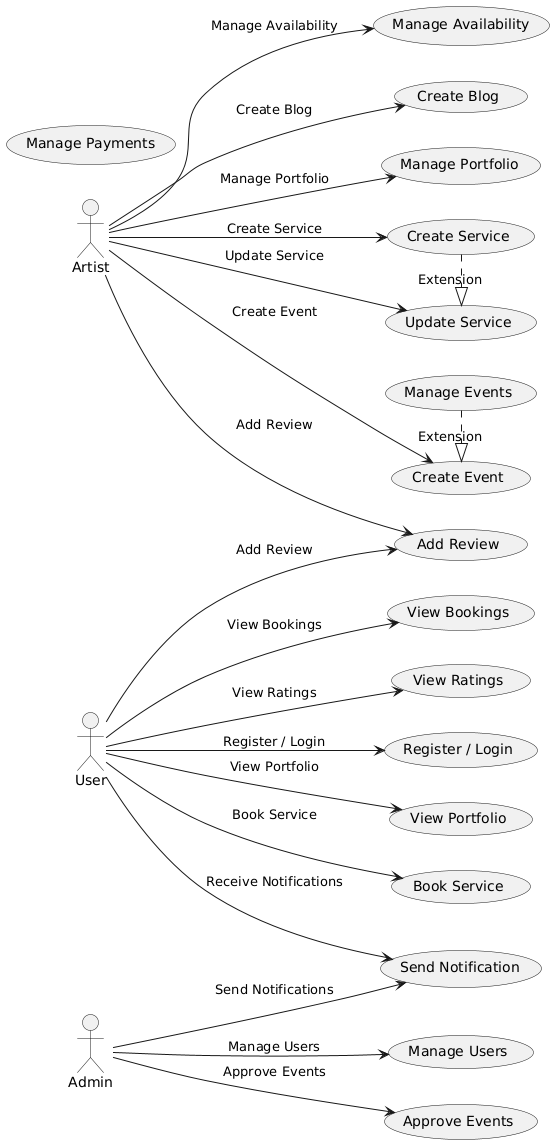 Manage Availability
Manage Availability
Create Blog
Create Blog
Manage Payments
Manage Portfolio
Manage Portfolio
Artist
Create Service
Create Service
Update Service
Extension
Update Service
Create Event
Manage Events
Add Review
Extension
Create Event
Add Review
Add Review
View Bookings
View Bookings
View Ratings
View Ratings
User
Register / Login
Register / Login
View Portfolio
View Portfolio
Book Service
Book Service
Receive Notifications
Send Notification
Send Notifications
Admin
Manage Users
Manage Users
Approve Events
Approve Events